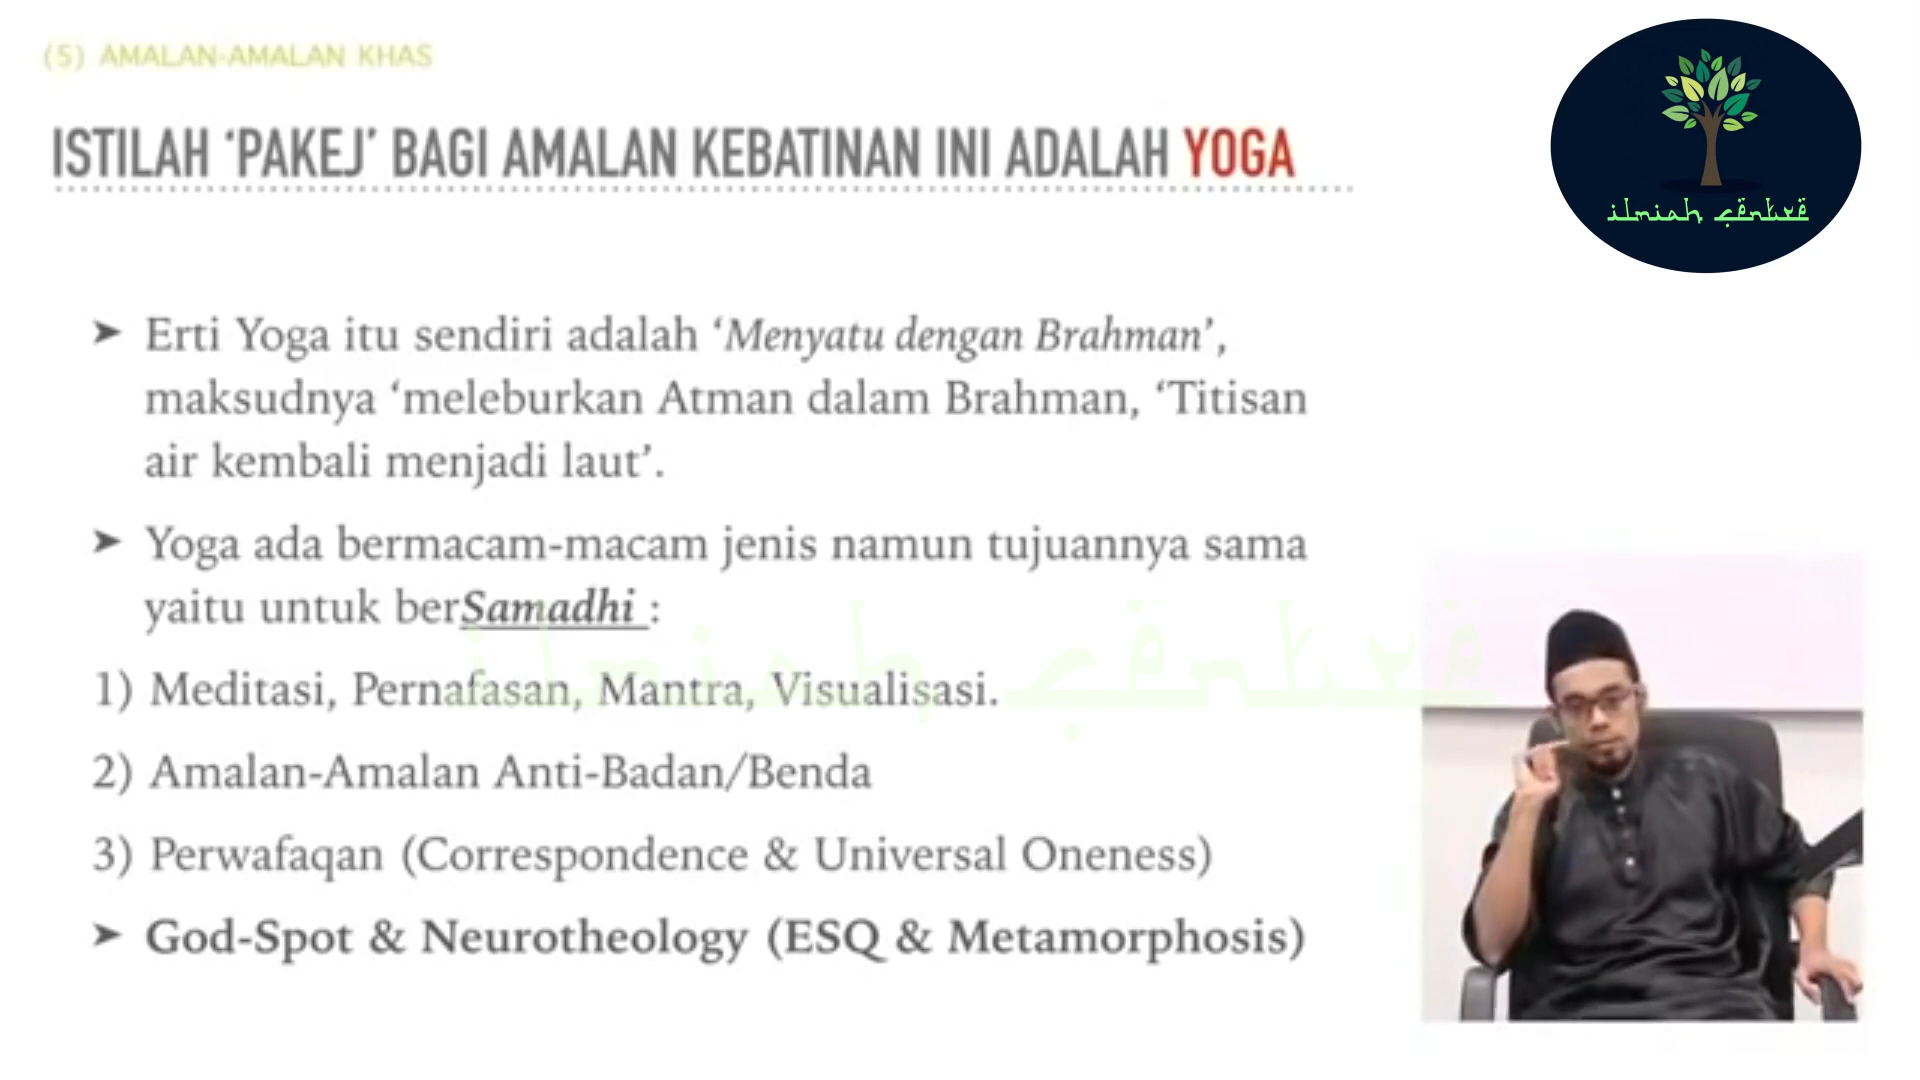 (5) AMALAN-AMALAN KHAS
ISTILAH ‘PAKEJ’ BAGI AMALAN KEBATINAN INI ADALAH YOGA
ilmiah centre
➤ Erti Yoga itu sendiri adalah ‘Menyatu dengan Brahman’,
maksudnya ‘meleburkan Atman dalam Brahman, ‘Titisan
air kembali menjadi laut’.
➤ Yoga ada bermacam-macam jenis namun tujuannya sama
yaitu untuk berSamadhi :
1) Meditasi, Pernafasan, Mantra, Visualisasi.
2) Amalan-Amalan Anti-Badan/Benda
3) Perwafaqan (Correspondence & Universal Oneness)
➤ God-Spot & Neurotheology (ESQ & Metamorphosis)
ilmiah centre